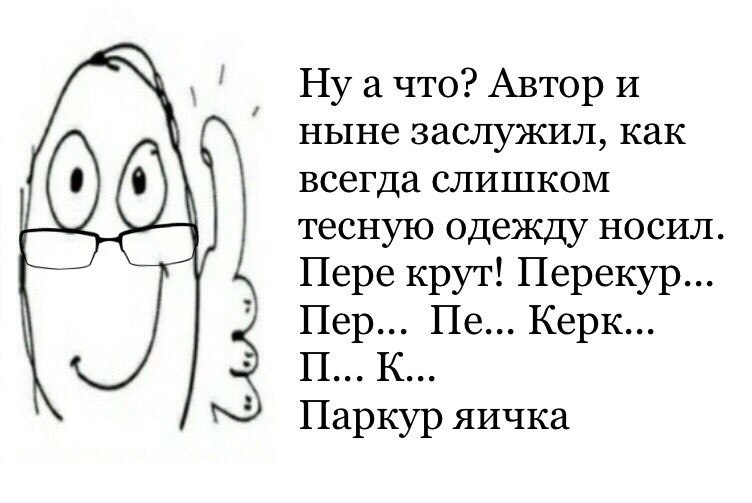 Ну а что? Автор и
ныне заслужил, как
всегда слишком
тесную одежду носил.
Пере крут! Перекур...
Пер... Пе... Керк...
П... К...
Паркур яичка